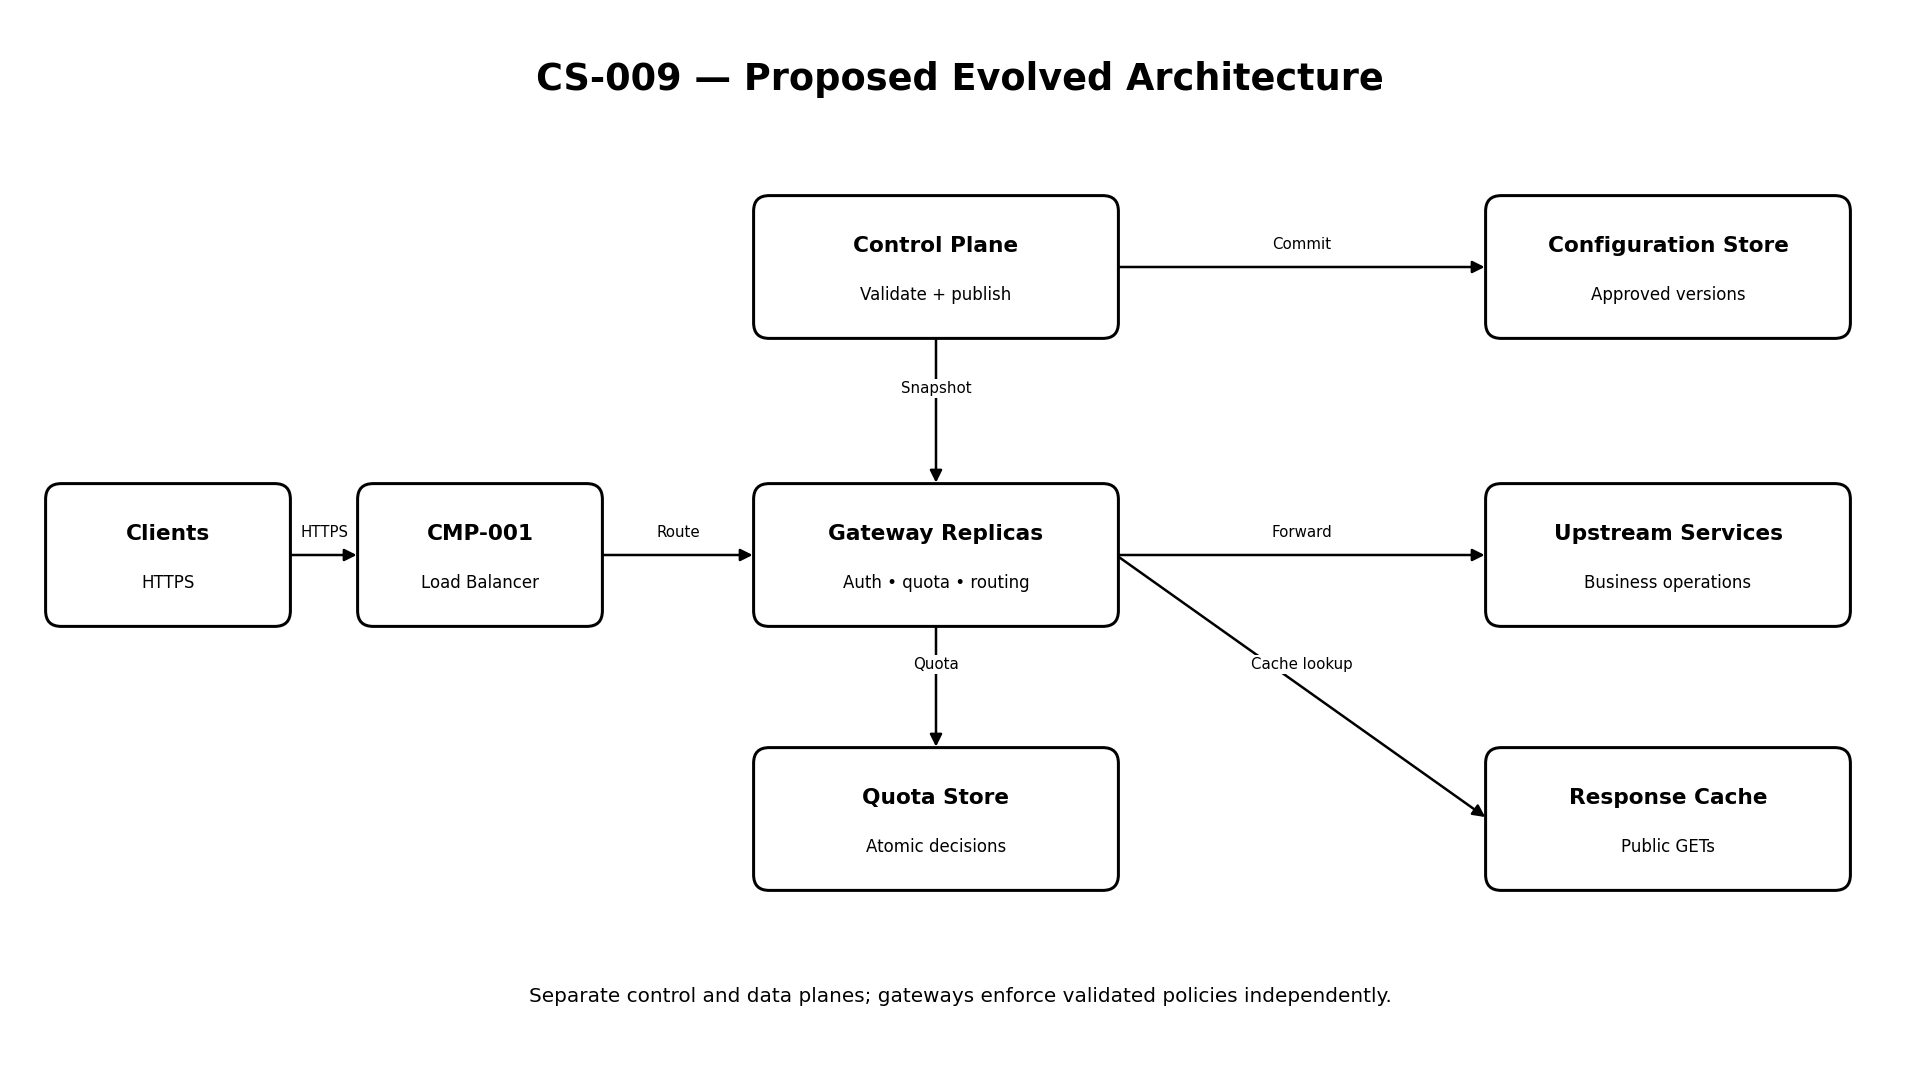 CS-009 — Proposed Evolved Architecture
Control Plane
Validate + publish
Commit
Configuration Store
Approved versions
Snapshot
Clients
HTTPS
HTTPS
CMP-001
Load Balancer
Route
Gateway Replicas
Auth • quota • routing
Forward
Upstream Services
Business operations
Quota
Cache lookup
Quota Store
Atomic decisions
Response Cache
Public GETs
Separate control and data planes; gateways enforce validated policies independently.